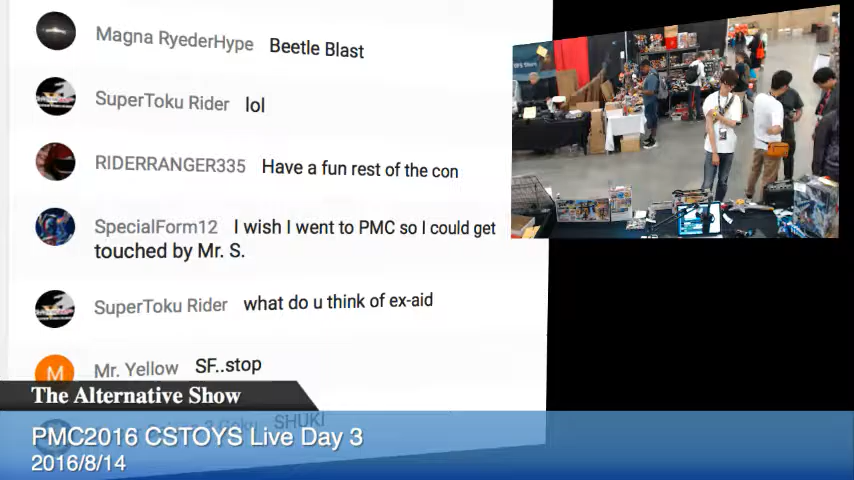 Magna RyederHype Beetle Blast
SuperToku Rider lol
RIDERRANGER335 Have a fun rest of the con
SpecialForm12 I wish I went to PMC so I could get
touched by Mr. S.
SuperToku Rider what do u think of ex-aid
M
Mr. Yellow SF..stop
SHUKI
The Alternative Show
PMC2016 CSTOYS Live Day 3
2016/8/14